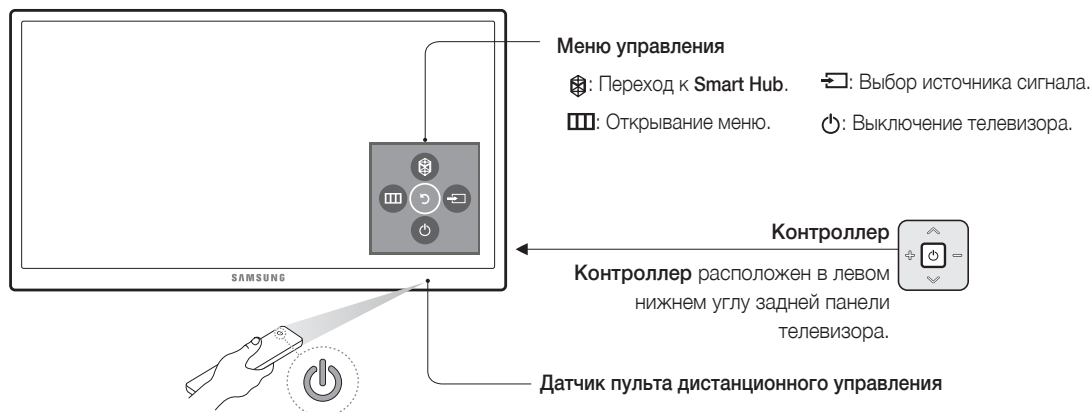 Меню управления
: Переход к Smart Hub.
: Выбор источника сигнала.
: Открывание меню.
: Выключение телевизора.
SAMSUNG
Контроллер
Контроллер расположен в левом
нижнем углу задней панели
телевизора.
Датчик пульта дистанционного управления